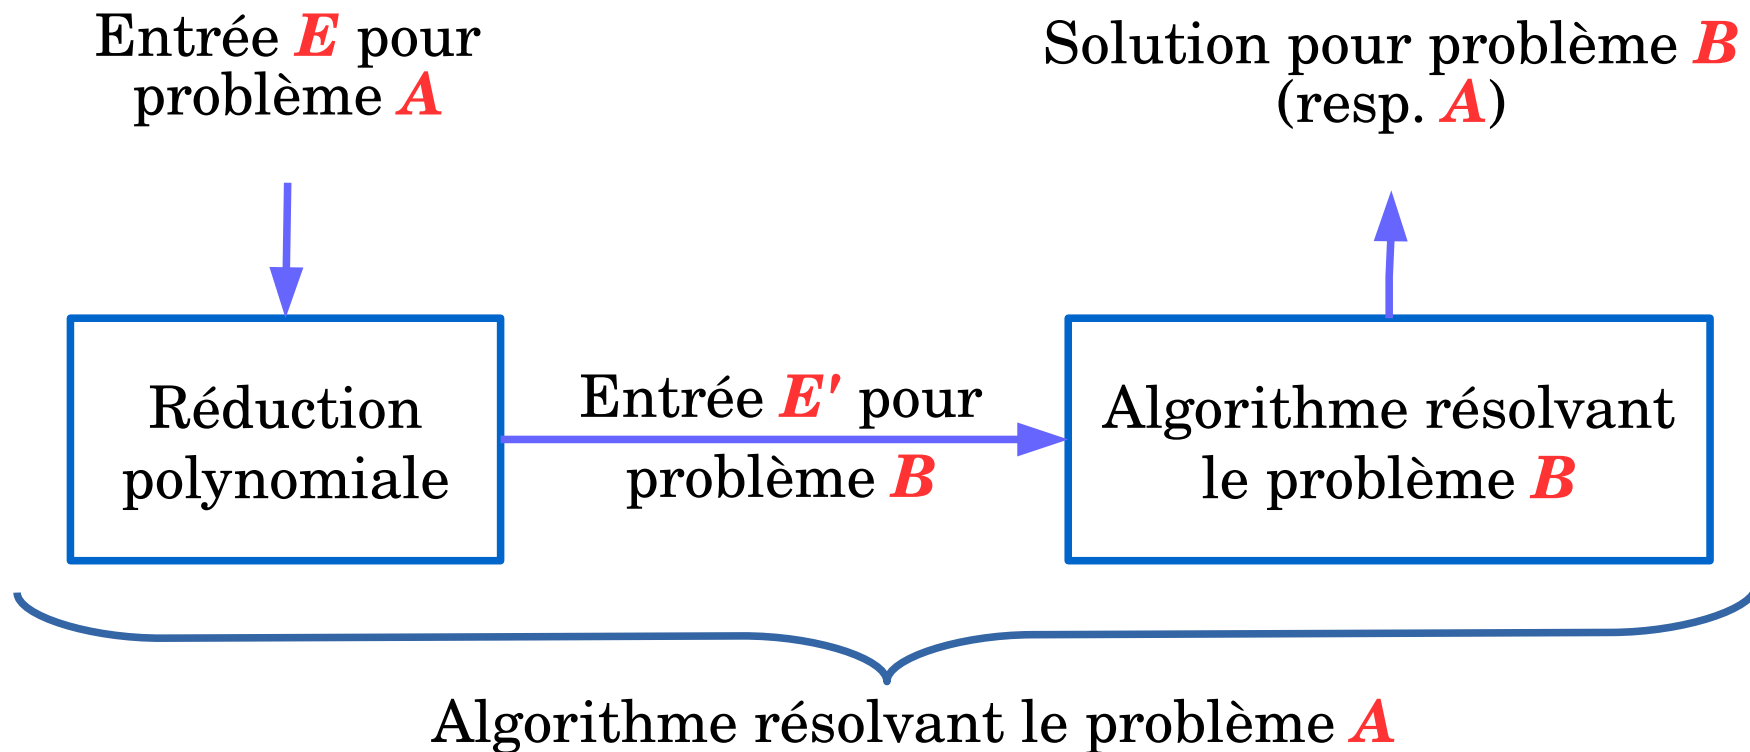 Entrée E pour
problème A
Solution pour problème B
(resp. A)
Réduction
polynomiale
Entrée E' pour
problème B
Algorithme résolvant
le problème B
Algorithme résolvant le problème A